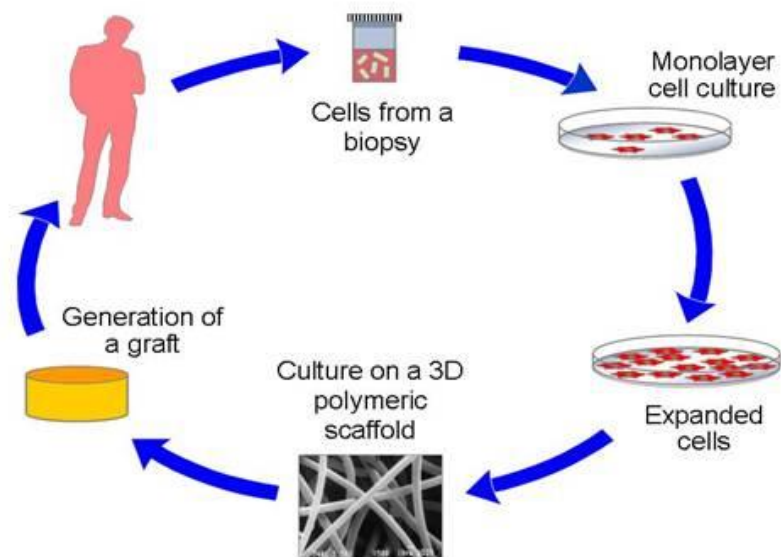 Cells from a
biopsy
Monolayer
cell culture
Expanded
cells
Culture on a 3D
polymeric
scaffold
Generation of
a graft